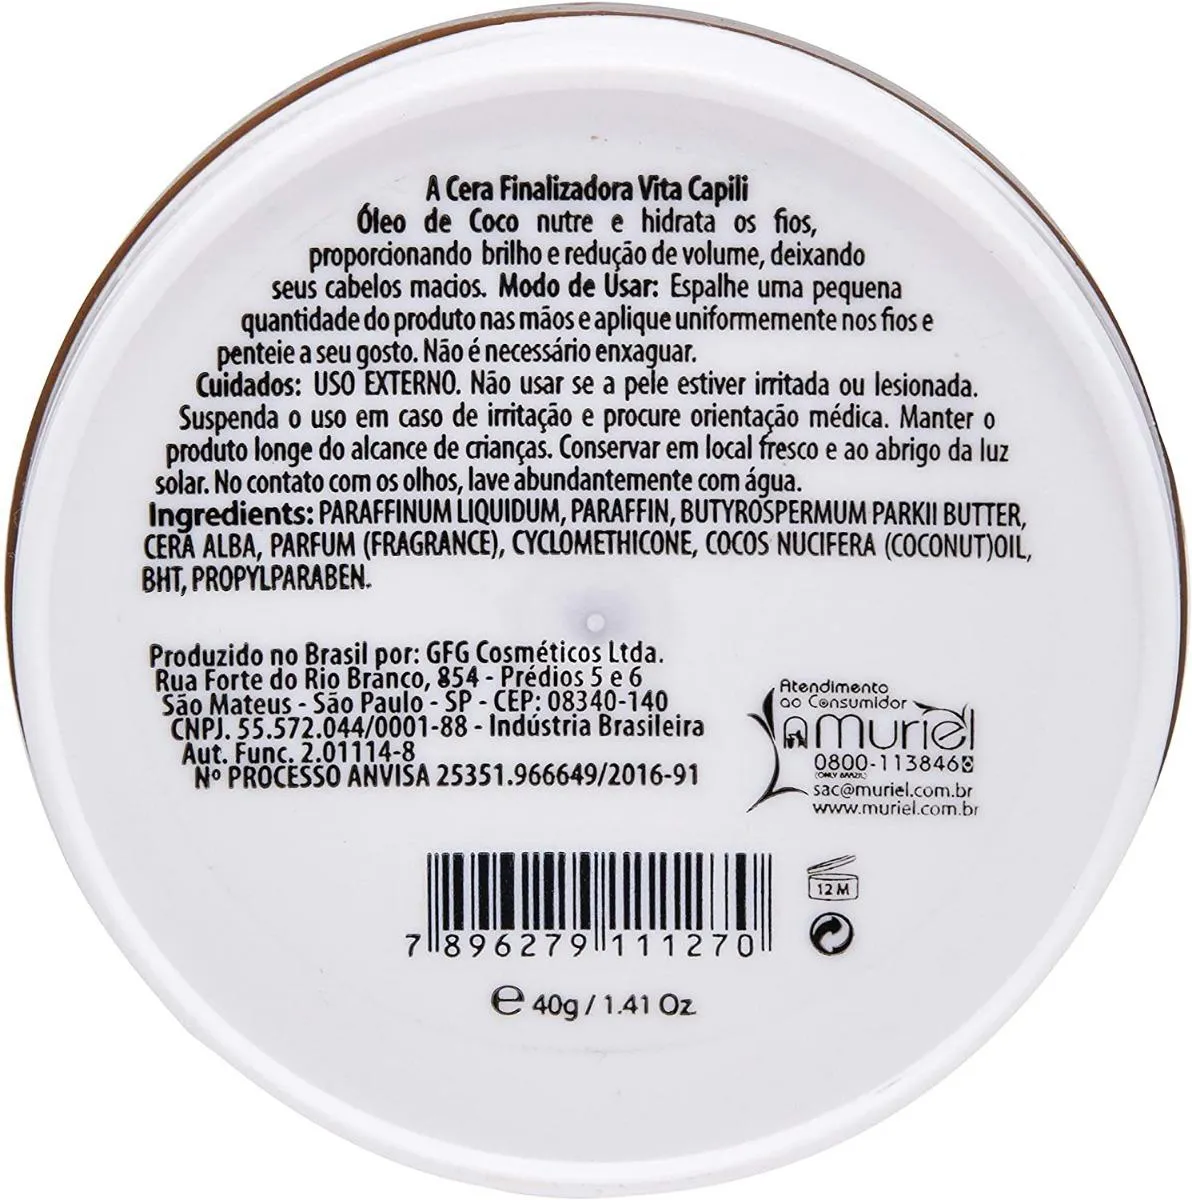 A Cera Finalizadora Vita Capili
Óleo de Coco nutre e hidrata os fios,
proporcionando brilho e redução de volume, deixando
seus cabelos macios. Modo de Usar: Espalhe uma pequena
quantidade do produto nas mãos e aplique uniformemente nos fios e
penteie a seu gosto. Não é necessário enxaguar.
Cuidados: USO EXTERNO. Não usar se a pele estiver irritada ou lesionada.
Suspenda o uso em caso de irritação e procure orientação médica. Manter o
produto longe do alcance de crianças. Conservar em local fresco e ao abrigo da luz
solar. No contato com os olhos, lave abundantemente com água.
Ingredients: PARAFFINUM LIQUIDUM, PARAFFIN, BUTYROSPERMUM PARKII BUTTER,
CERA ALBA, PARFUM (FRAGRANCE), CYCLOMETHICONE, COCOS NUCIFERA (COCONUT)OIL,
BHT, PROPYLPARABEN.
Produzido no Brasil por: GFG Cosméticos Ltda.
Rua Forte do Rio Branco, 854 - Prédios 5 e 6
São Mateus - São Paulo - SP - CEP: 08340-140
CNPJ. 55.572.044/0001-88 - Indústria Brasileira
Aut. Func. 2.01114-8
Nº PROCESSO ANVISA 25351.966649/2016-91
Atendimento
ao Consumidor
muriel
0800-113846
(ONLY BRAZIL)
sac@muriel.com.br
www.muriel.com.br
12 M
7 896279 111270
e 40g / 1.41 Oz.